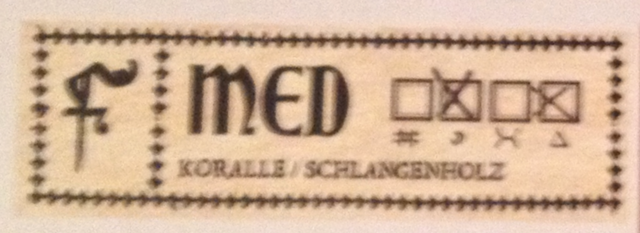 f MED
KORALLE / SCHLANGENHOLZ